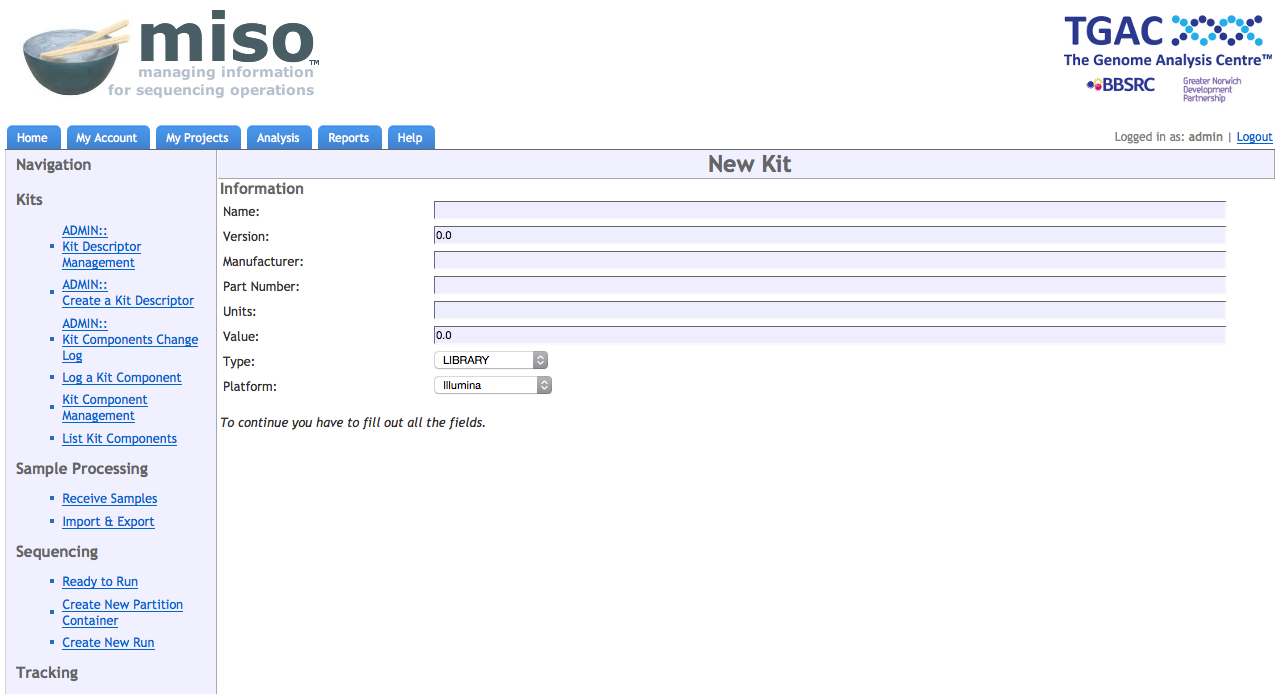 miso™
managing information
for sequencing operations
TGAC
The Genome Analysis Centre™
BBSRC
Greater Norwich
Development
Partnership
Home
My Account
My Projects
Analysis
Reports
Help
Logged in as: admin | Logout
Navigation
Kits
ADMIN::
Kit Descriptor
Management
ADMIN::
Create a Kit Descriptor
ADMIN::
Kit Components Change
Log
Log a Kit Component
Kit Component
Management
List Kit Components
Sample Processing
Receive Samples
Import & Export
Sequencing
Ready to Run
Create New Partition
Container
Create New Run
Tracking
New Kit
Information
Name:
Version: 0.0
Manufacturer:
Part Number:
Units:
Value: 0.0
Type: LIBRARY
Platform: Illumina
To continue you have to fill out all the fields.